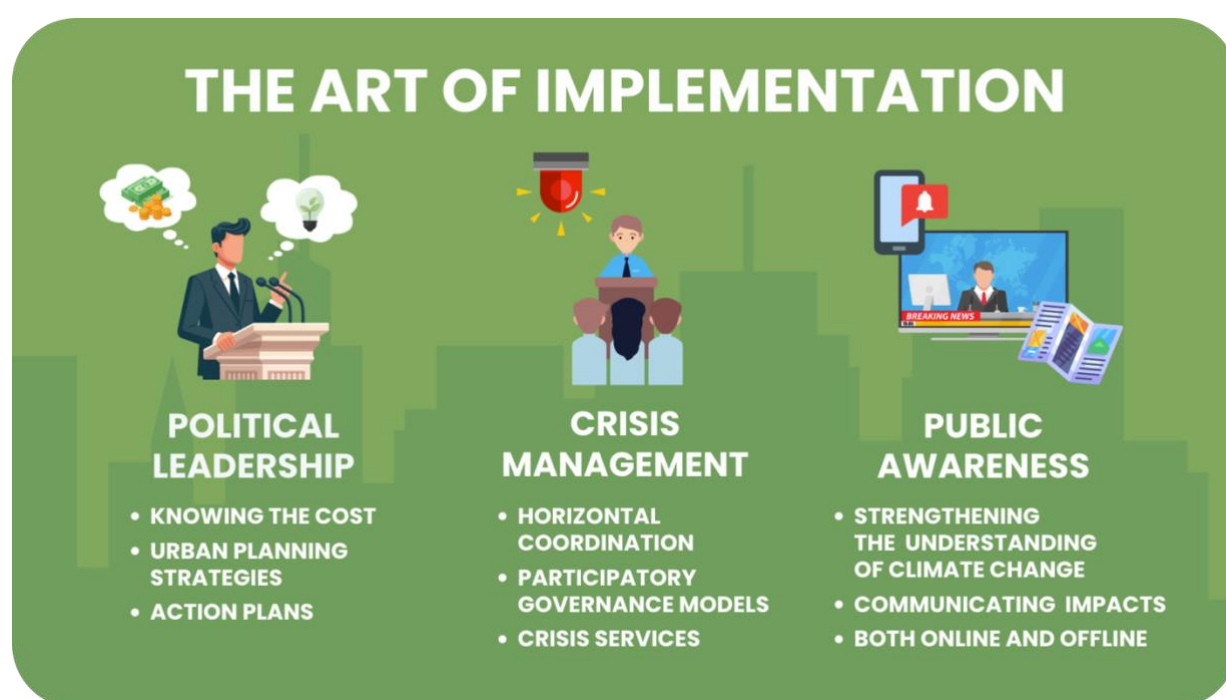 THE ART OF IMPLEMENTATION
BREAKING NEWS
POLITICAL
LEADERSHIP
• KNOWING THE COST
• URBAN PLANNING
STRATEGIES
• ACTION PLANS
CRISIS
MANAGEMENT
• HORIZONTAL
COORDINATION
• PARTICIPATORY
GOVERNANCE MODELS
• CRISIS SERVICES
PUBLIC
AWARENESS
• STRENGTHENING
THE UNDERSTANDING
OF CLIMATE CHANGE
• COMMUNICATING IMPACTS
• BOTH ONLINE AND OFFLINE